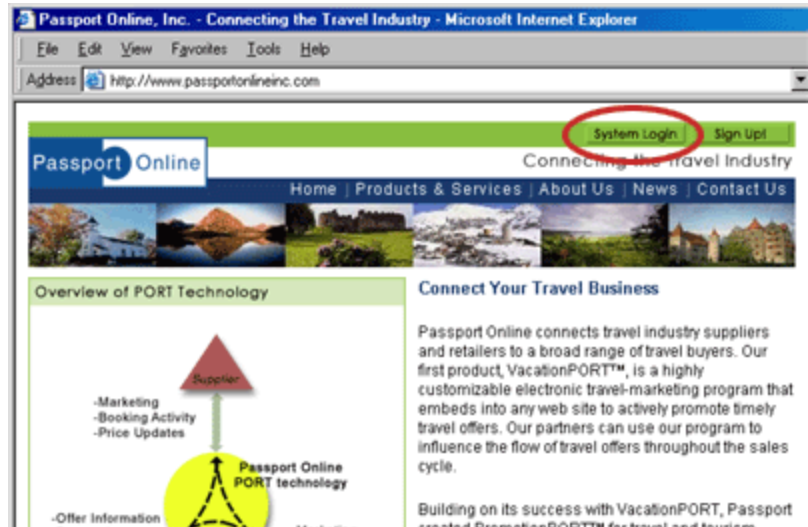 Passport Online, Inc. - Connecting the Travel Industry - Microsoft Internet Explorer
File Edit View Favorites Tools Help
Address http://www.passportonlineinc.com
System Login Sign Up!
Passport Online
Connecting the Travel Industry
Home | Products & Services | About Us | News | Contact Us
Overview of PORT Technology
Supplier
-Marketing
-Booking Activity
-Price Updates
Passport Online
PORT technology
-Offer Information
Connect Your Travel Business
Passport Online connects travel industry suppliers
and retailers to a broad range of travel buyers. Our
first product, VacationPORT™, is a highly
customizable electronic travel-marketing program that
embeds into any web site to actively promote timely
travel offers. Our partners can use our program to
influence the flow of travel offers throughout the sales
cycle.
Building on its success with VacationPORT, Passport
created PromotionPORT™ for travel and tourism